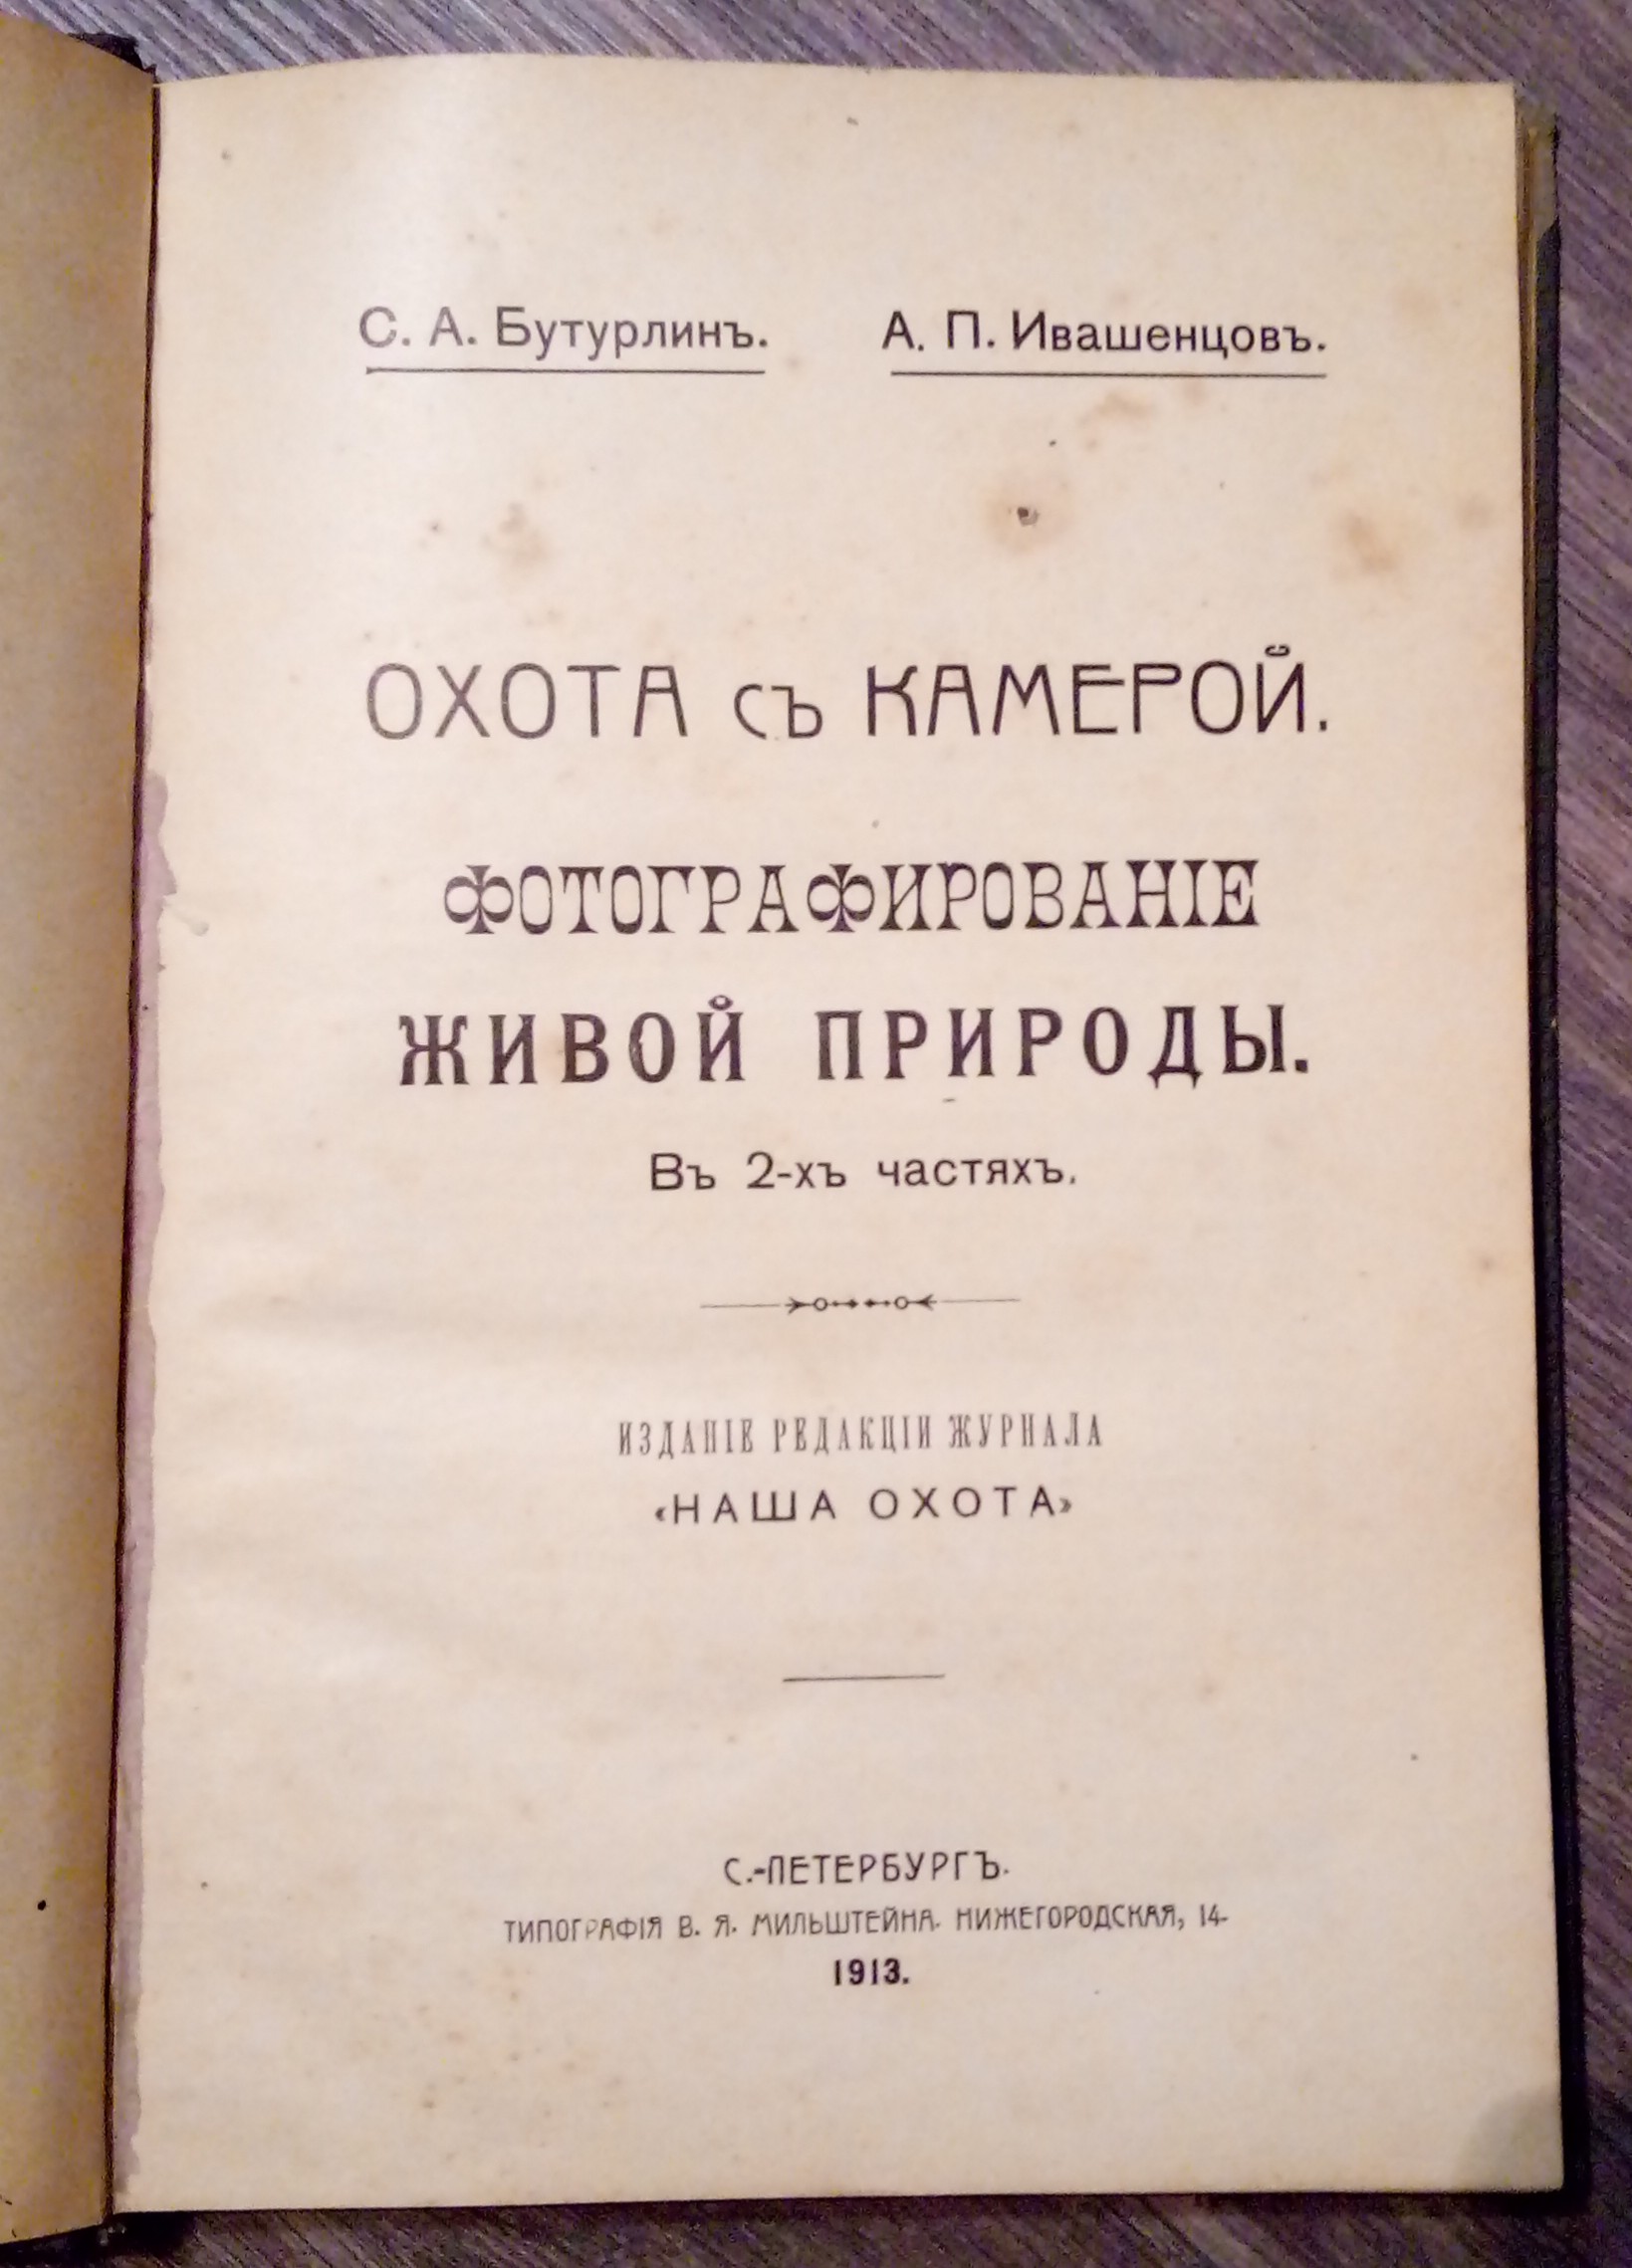 С. А. Бутурлинъ. А. П. Ивашенцовъ.
ОХОТА съ КАМЕРОЙ.
ФОТОГРАФИРОВАНІЕ
ЖИВОЙ ПРИРОДЫ.
Въ 2-хъ частяхъ.
ИЗДАНІЕ РЕДАКЦІИ ЖУРНАЛА
«НАША ОХОТА»
С.-ПЕТЕРБУРГЪ.
ТИПОГРАФІЯ В. Я. МИЛЬШТЕЙНА. НИЖЕГОРОДСКАЯ, 14.
1913.